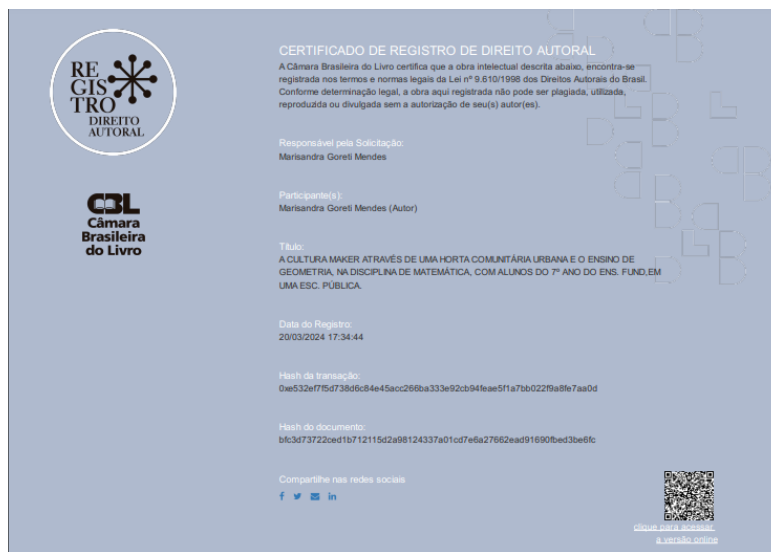 RE
GIS
TRO
DIREITO
AUTORAL
CBL
Câmara
Brasileira
do Livro
CERTIFICADO DE REGISTRO DE DIREITO AUTORAL
A Câmara Brasileira do Livro certifica que a obra intelectual descrita abaixo, encontra-se
registrada nos termos e normas legais da Lei nº 9.610/1998 dos Direitos Autorais do Brasil.
Conforme determinação legal, a obra aqui registrada não pode ser plagiada, utilizada,
reproduzida ou divulgada sem a autorização de seu(s) autor(es).
Responsável pela Solicitação:
Marisandra Goreti Mendes
Participante(s):
Marisandra Goreti Mendes (Autor)
Título:
A CULTURA MAKER ATRAVÉS DE UMA HORTA COMUNITÁRIA URBANA E O ENSINO DE
GEOMETRIA, NA DISCIPLINA DE MATEMÁTICA, COM ALUNOS DO 7º ANO DO ENS. FUND,EM
UMA ESC. PÚBLICA.
Data do Registro:
20/03/2024 17:34:44
Hash da transação:
0xe532ef7f5d738d6c84e45acc266ba333e92cb94feae5f1a7bb022f9a8fe7aa0d
Hash do documento:
bfc3d73722ced1b712115d2a98124337a01cd7e6a27662ead91690fbed3be6fc
Compartilhe nas redes sociais
clique para acessar
a versão online